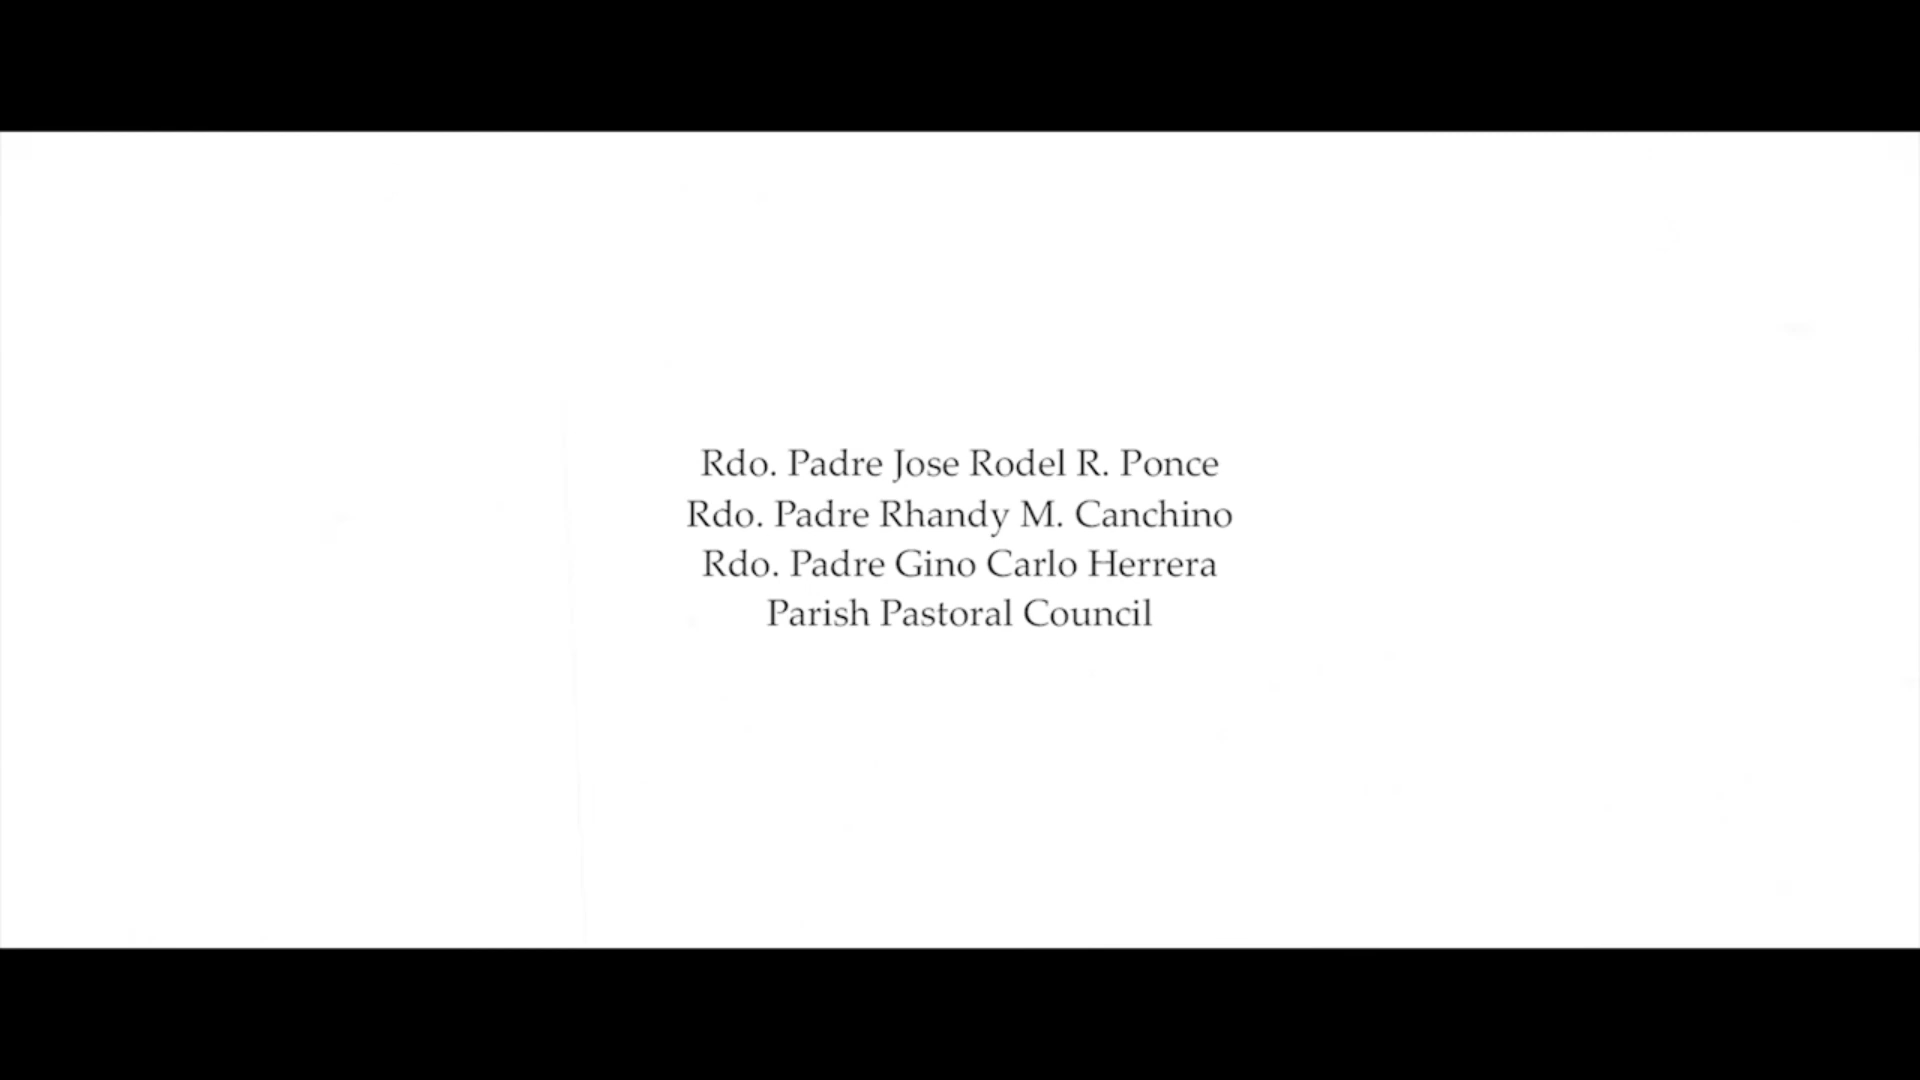 Rdo. Padre Jose Rodel R. Ponce
Rdo. Padre Rhandy M. Canchino
Rdo. Padre Gino Carlo Herrera
Parish Pastoral Council